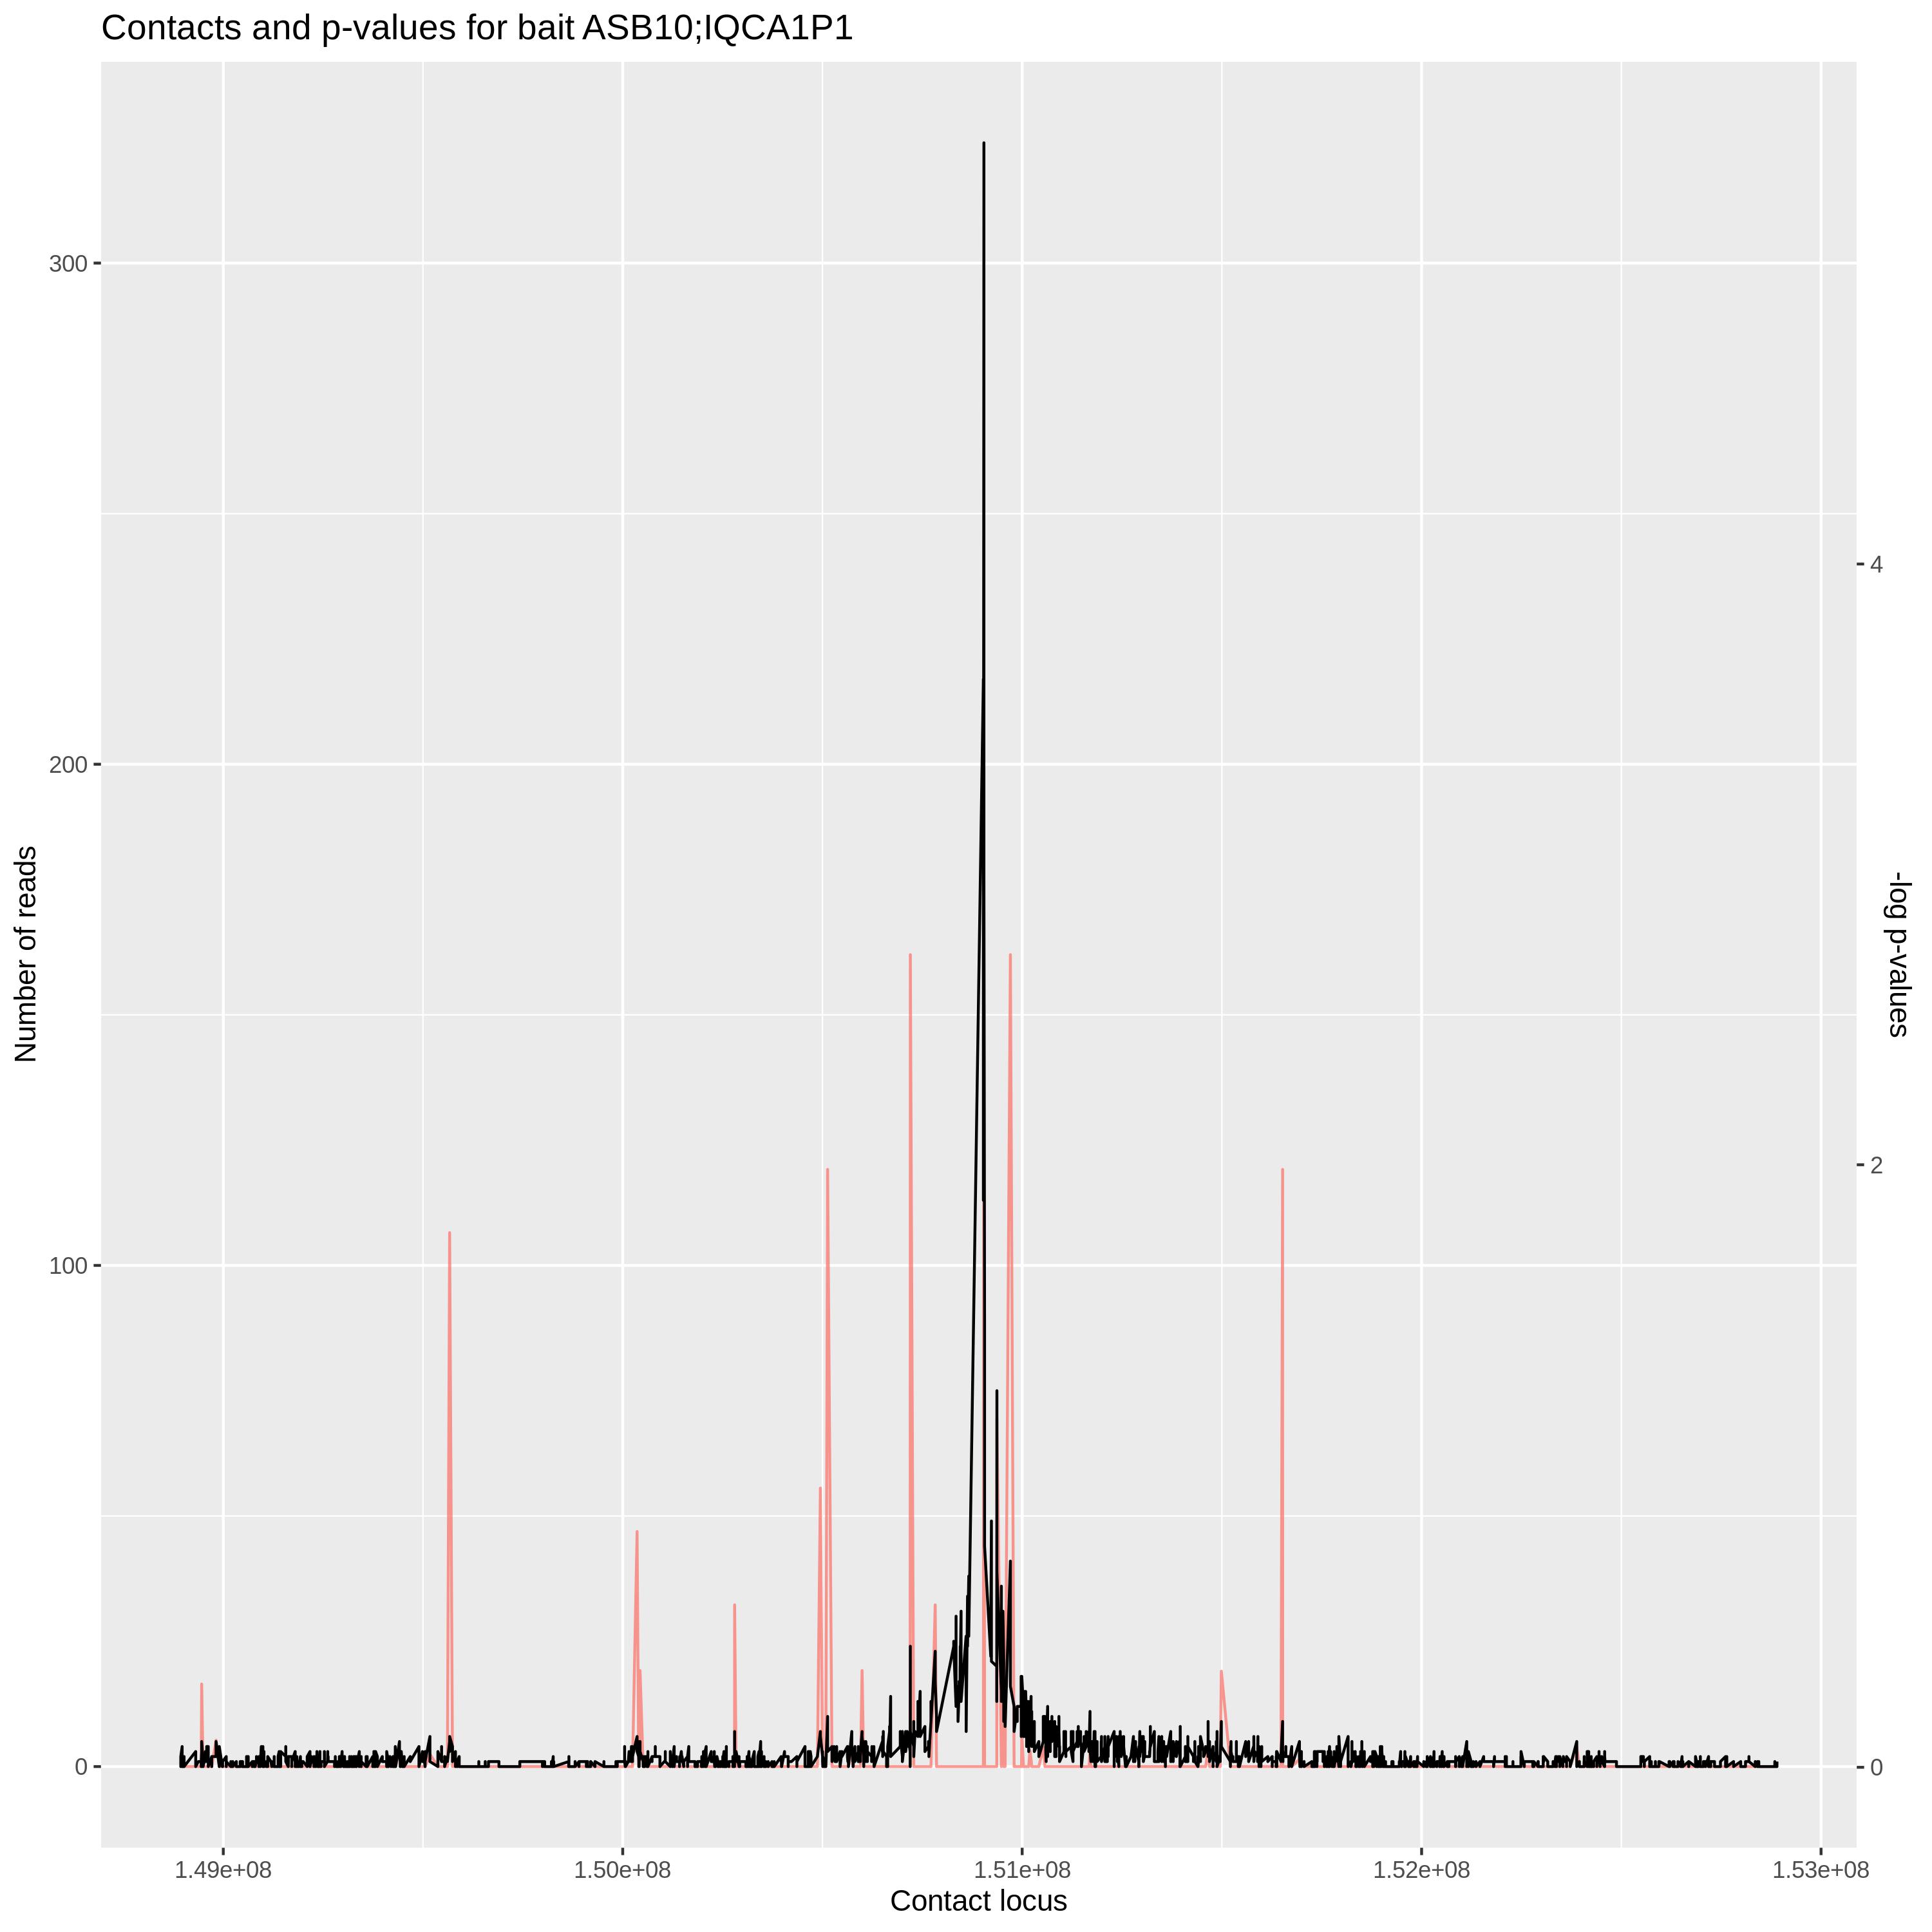 Contacts and p-values for bait ASB10;IQCA1P1
300
200
100
0
4
2
0
Number of reads
-log p-values
1.49e+08
1.50e+08
1.51e+08
1.52e+08
1.53e+08
Contact locus